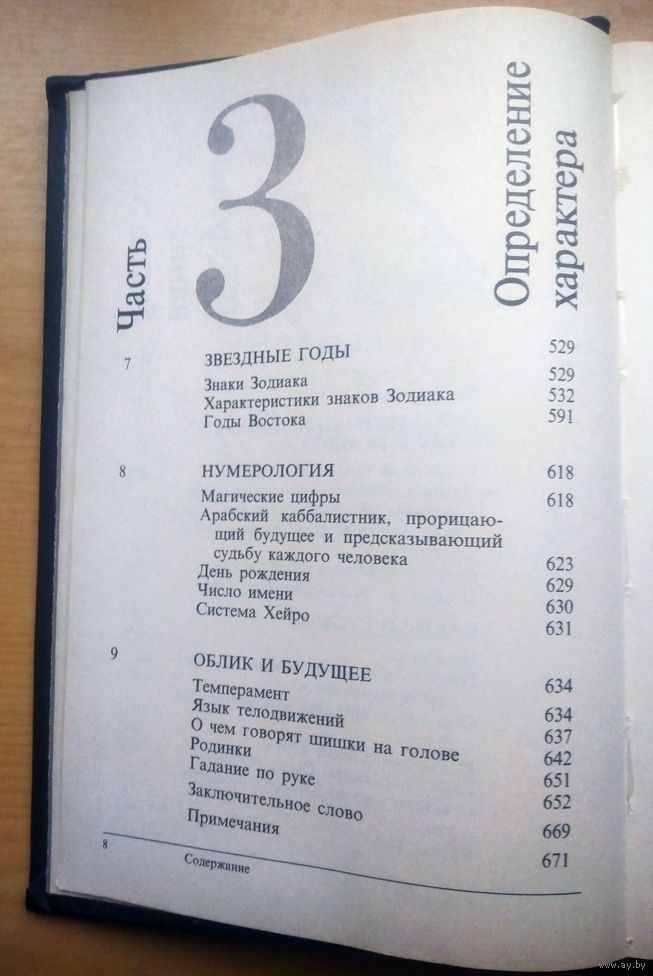 Часть
3
Определение
характера
7 ЗВЕЗДНЫЕ ГОДЫ 529
Знаки Зодиака 529
Характеристики знаков Зодиака 532
Годы Востока 591
8 НУМЕРОЛОГИЯ 618
Магические цифры 618
Арабский каббалистник, прорицаю-
щий будущее и предсказывающий
судьбу каждого человека 623
День рождения 629
Число имени 630
Система Хейро 631
9 ОБЛИК И БУДУЩЕЕ 634
Темперамент 634
Язык телодвижений 637
О чем говорят шишки на голове 642
Родинки 651
Гадание по руке 652
Заключительное слово 669
Примечания 671
8 Содержание
www.ay.by